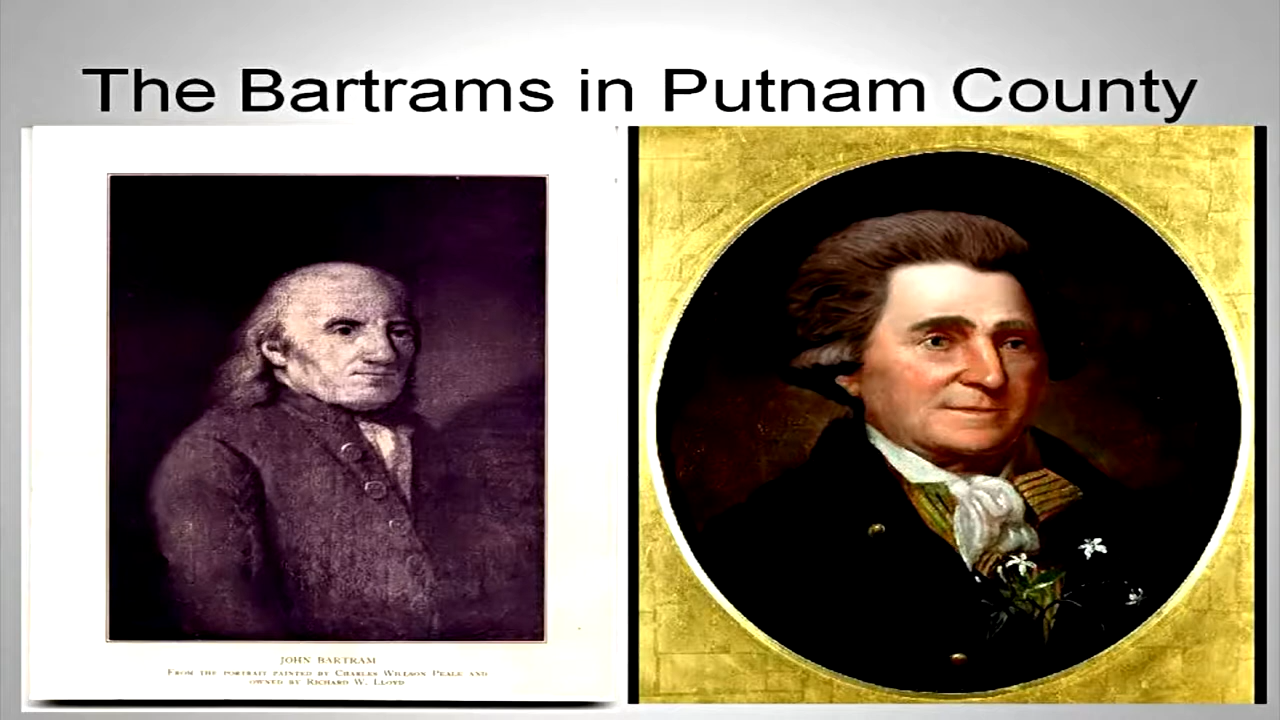 The Bartrams in Putnam County
JOHN BARTRAM
FROM THE PORTRAIT PAINTED BY CHARLES WILLSON PEALE AND
OWNED BY RICHARD W. LLOYD